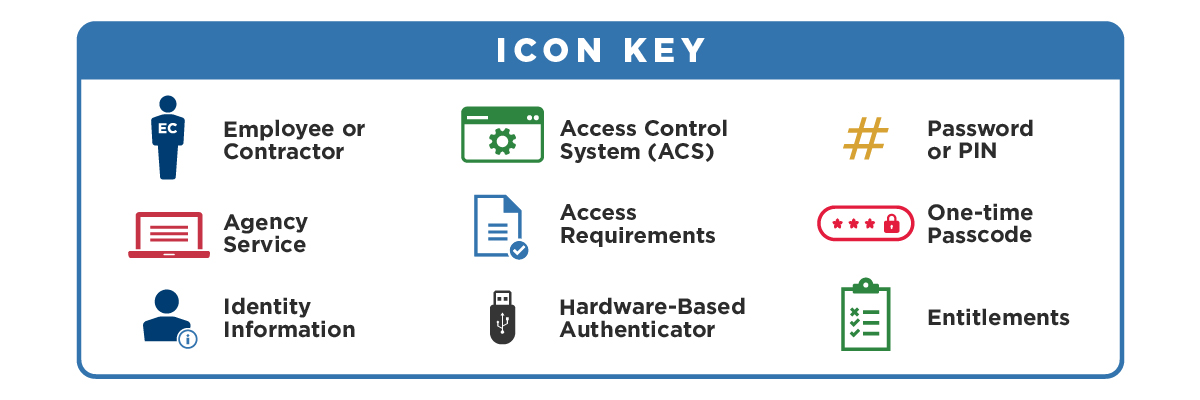 ICON KEY
EC
Employee or
Contractor
Access Control
System (ACS)
#
Password
or PIN
Agency
Service
Access
Requirements
***
One-time
Passcode
Identity
Information
i
Hardware-Based
Authenticator
Entitlements